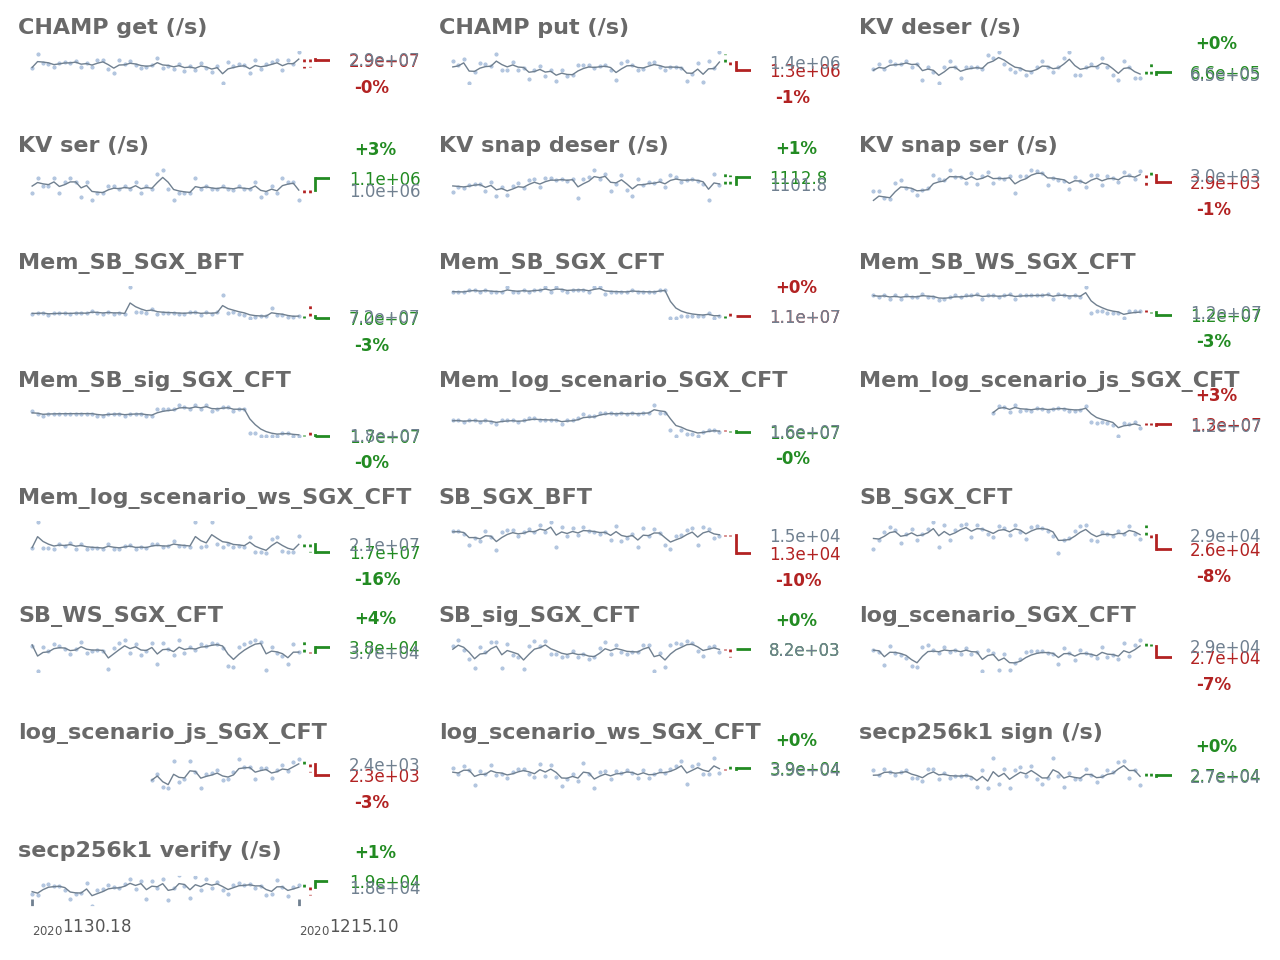 CHAMP get (/s)
2.9e+07
-0%
CHAMP put (/s)
1.4e+06
1.3e+06
-1%
KV deser (/s)
+0%
6.6e+05
6.5e+05
KV ser (/s)
+3%
1.1e+06
1.0e+06
KV snap deser (/s)
+1%
1112.8
1101.8
KV snap ser (/s)
3.0e+03
2.9e+03
-1%
Mem_SB_SGX_BFT
7.2e+07
7.0e+07
-3%
Mem_SB_SGX_CFT
+0%
1.1e+07
Mem_SB_WS_SGX_CFT
1.2e+07
1.2e+07
-3%
Mem_SB_sig_SGX_CFT
1.8e+07
1.7e+07
-0%
Mem_log_scenario_SGX_CFT
1.6e+07
1.6e+07
-0%
Mem_log_scenario_js_SGX_CFT
+3%
1.3e+07
1.2e+07
Mem_log_scenario_ws_SGX_CFT
2.1e+07
1.7e+07
-16%
SB_SGX_BFT
1.5e+04
1.3e+04
-10%
SB_SGX_CFT
2.9e+04
2.6e+04
-8%
SB_WS_SGX_CFT
+4%
3.8e+04
3.7e+04
SB_sig_SGX_CFT
+0%
8.2e+03
log_scenario_SGX_CFT
2.9e+04
2.7e+04
-7%
log_scenario_js_SGX_CFT
2.4e+03
2.3e+03
-3%
log_scenario_ws_SGX_CFT
+0%
3.9e+04
secp256k1 sign (/s)
+0%
2.7e+04
secp256k1 verify (/s)
+1%
1.9e+04
1.8e+04
2020 1130.18
2020 1215.10